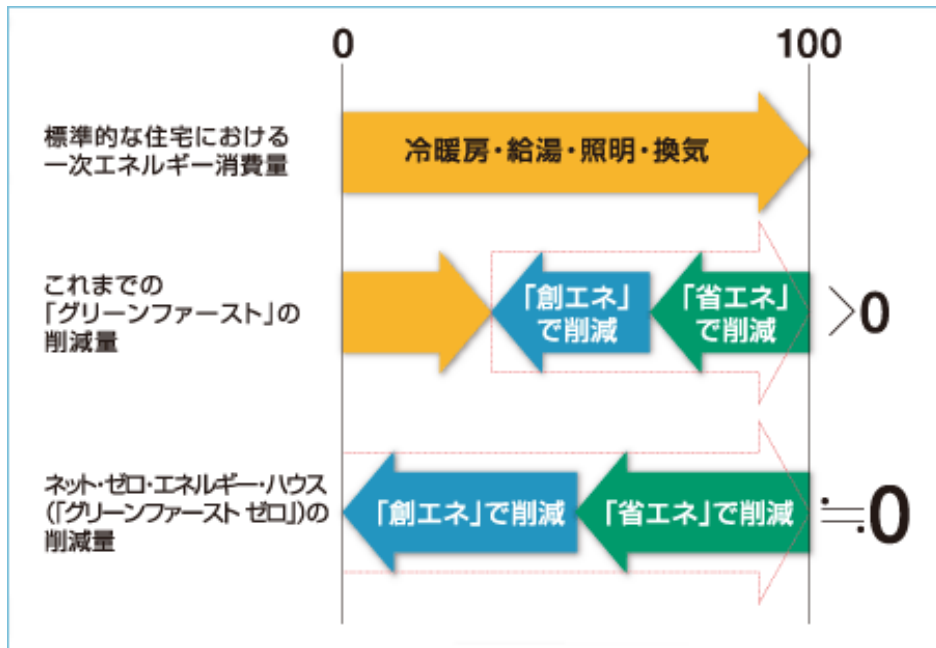 0
100
標準的な住宅における
一次エネルギー消費量
冷暖房・給湯・照明・換気
これまでの
「グリーンファースト」の
削減量
「創エネ」
で削減
「省エネ」
で削減
>0
ネット・ゼロ・エネルギー・ハウス
(「グリーンファースト ゼロ」)の
削減量
「創エネ」で削減
「省エネ」で削減
≒0